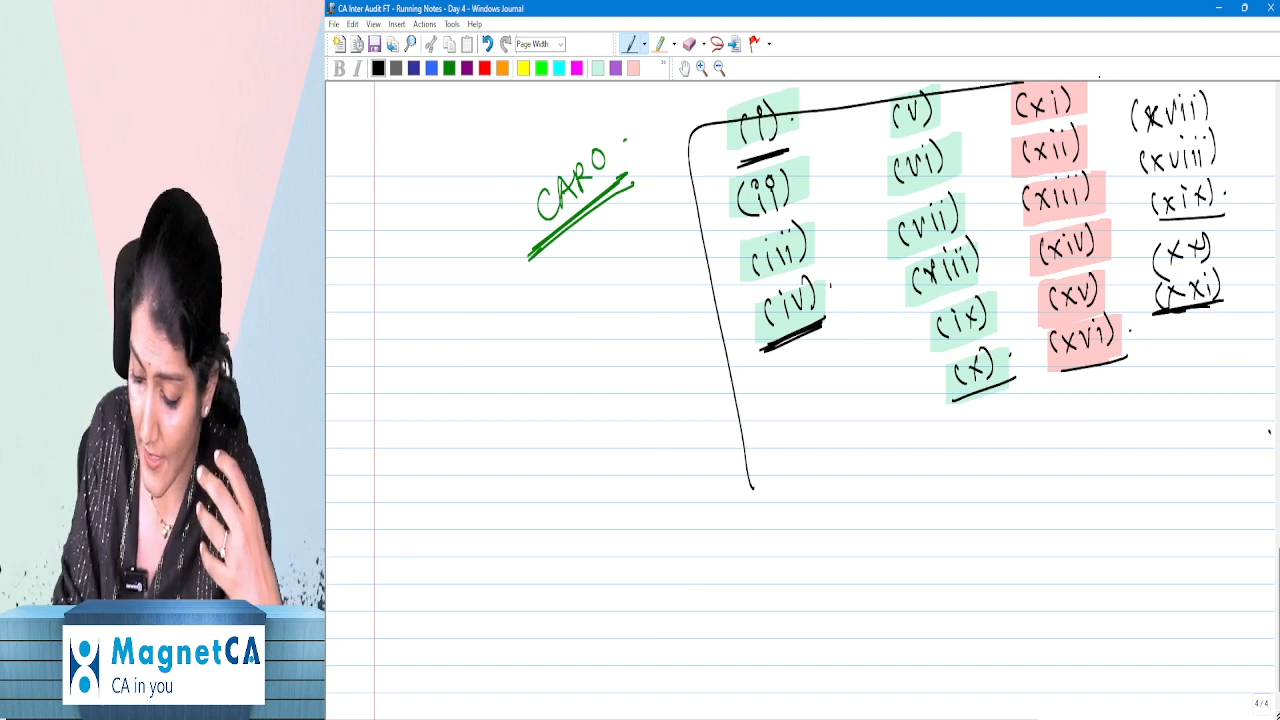 CA Inter Audit FT - Running Notes - Day 4 - Windows Journal
File Edit View Insert Actions Tools Help
Page Width
B I
CARO.
(i).
(ii)
(iii)
(iv).
(v)
(vi)
(vii)
(viii)
(ix)
(x).
(xi)
(xii)
(xiii)
(xiv)
(xv)
(xvi).
(xvii)
(xviii)
(xix).
(xx)
(xxi)
MagnetCA
CA in you
4/4